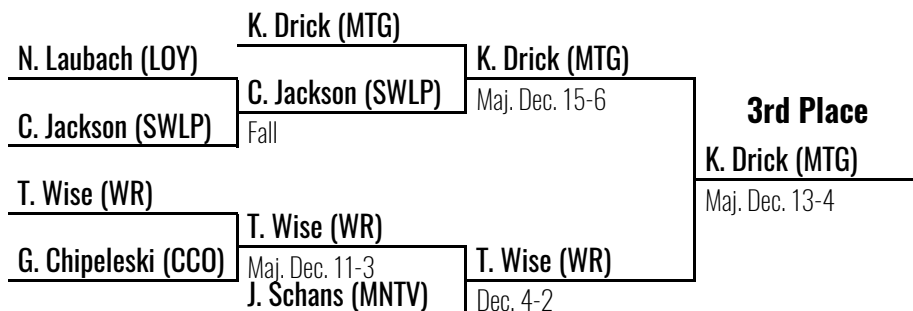 K. Drick (MTG)
N. Laubach (LOY)
K. Drick (MTG)
C. Jackson (SWLP)
Maj. Dec. 15-6
C. Jackson (SWLP)
Fall
3rd Place
K. Drick (MTG)
Maj. Dec. 13-4
T. Wise (WR)
T. Wise (WR)
G. Chipeleski (CCO)
Maj. Dec. 11-3
T. Wise (WR)
J. Schans (MNTV)
Dec. 4-2